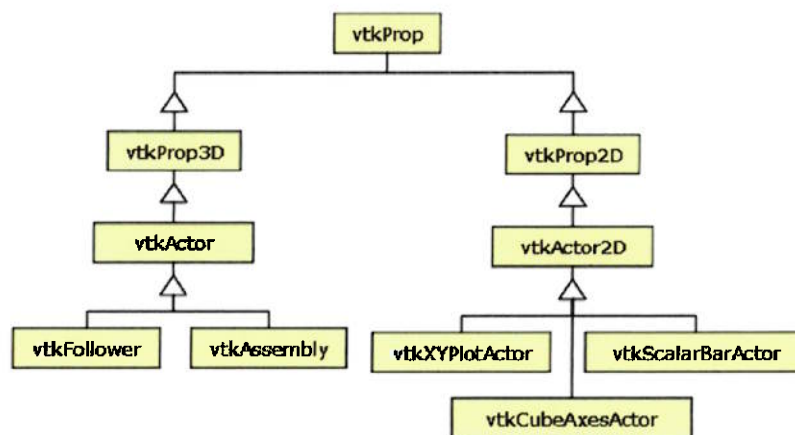 vtkProp
vtkProp3D
vtkProp2D
vtkActor
vtkActor2D
vtkFollower
vtkAssembly
vtkXYPlotActor
vtkScalarBarActor
vtkCubeAxesActor